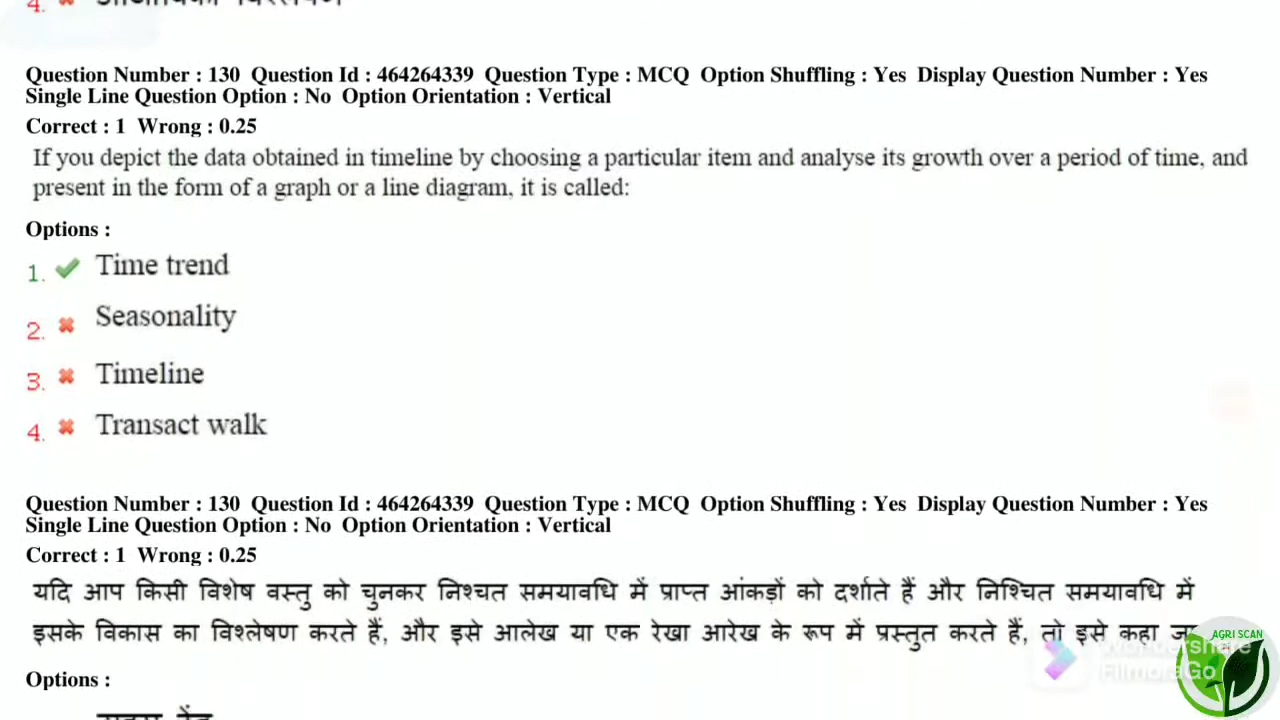 4.
Question Number : 130 Question Id : 464264339 Question Type : MCQ Option Shuffling : Yes Display Question Number : Yes
Single Line Question Option : No Option Orientation : Vertical
Correct : 1 Wrong : 0.25
If you depict the data obtained in timeline by choosing a particular item and analyse its growth over a period of time, and
present in the form of a graph or a line diagram, it is called:
Options :
1. Time trend
2. Seasonality
3. Timeline
4. Transact walk
Question Number : 130 Question Id : 464264339 Question Type : MCQ Option Shuffling : Yes Display Question Number : Yes
Single Line Question Option : No Option Orientation : Vertical
Correct : 1 Wrong : 0.25
यदि आप किसी विशेष वस्तु को चुनकर निश्चत समयावधि में प्राप्त आंकड़ों को दर्शाते हैं और निश्चित समयावधि में
इसके विकास का विश्लेषण करते हैं, और इसे आलेख या एक रेखा आरेख के रूप में प्रस्तुत करते हैं, तो इसे कहा
AGRI SCAN
Wondershare
FilmoraGo
Options :